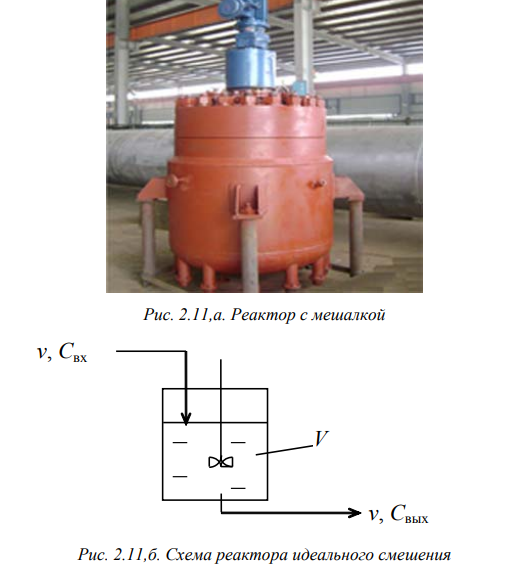 Рис. 2.11,а. Реактор с мешалкой
v, Cвх
V
v, Cвых
Рис. 2.11,б. Схема реактора идеального смешения